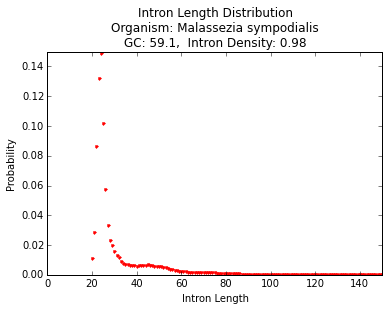 Intron Length Distribution
Organism: Malassezia sympodialis
GC: 59.1,  Intron Density: 0.98
0.14
0.12
0.10
0.08
0.06
0.04
0.02
0.00
Probability
0 20 40 60 80 100 120 140
Intron Length